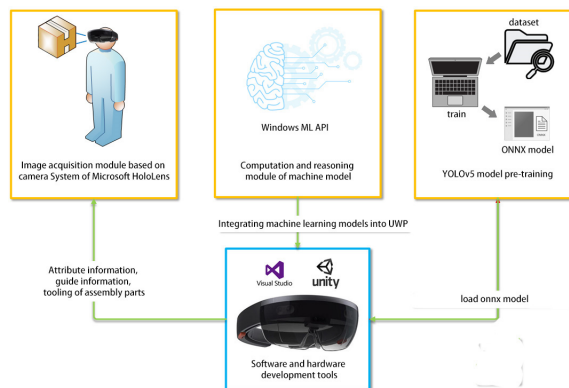 Image acquisition module based on
camera System of Microsoft HoloLens
Windows ML API
Computation and reasoning
module of machine model
dataset
train
ONNX model
YOLOv5 model pre-training
Integrating machine learning models into UWP
Attribute information,
guide information,
tooling of assembly parts
Visual Studio
unity
load onnx model
Software and hardware
development tools